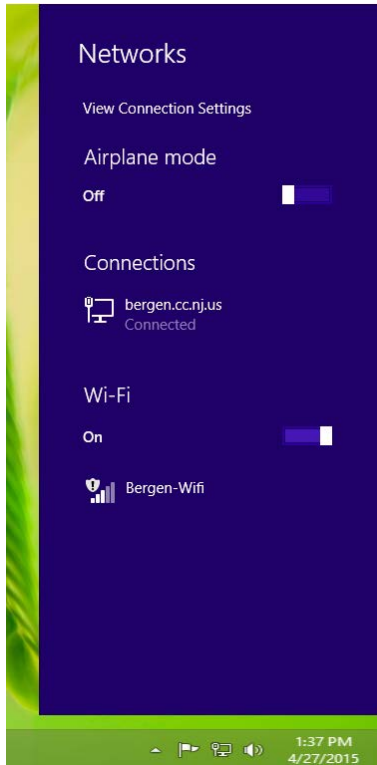 Networks
View Connection Settings
Airplane mode
Off
Connections
bergen.cc.nj.us
Connected
Wi-Fi
On
Bergen-Wifi
1:37 PM
4/27/2015